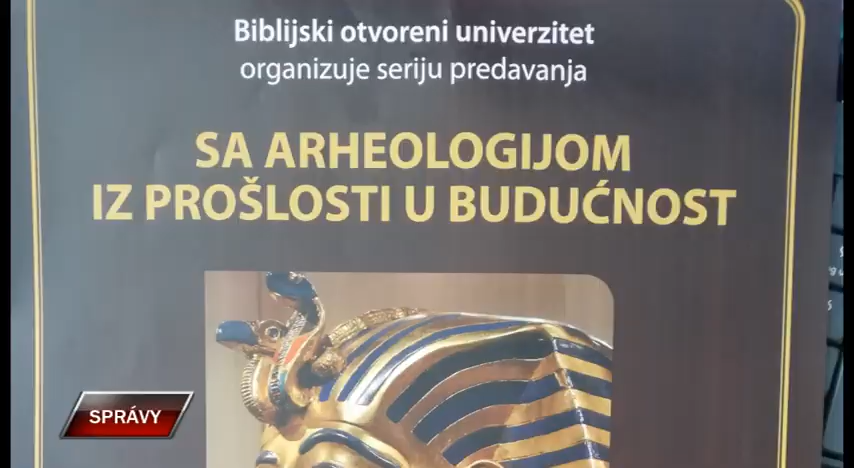 Biblijski otvoreni univerzitet
organizuje seriju predavanja
SA ARHEOLOGIJOM
IZ PROŠLOSTI U BUDUĆNOST
SPRÁVY